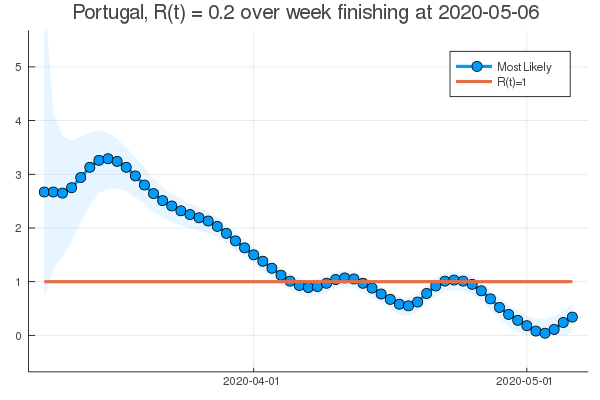 Portugal, R(t) = 0.2 over week finishing at 2020-05-06
Most Likely
R(t)=1
5
4
3
2
1
0
2020-04-01
2020-05-01